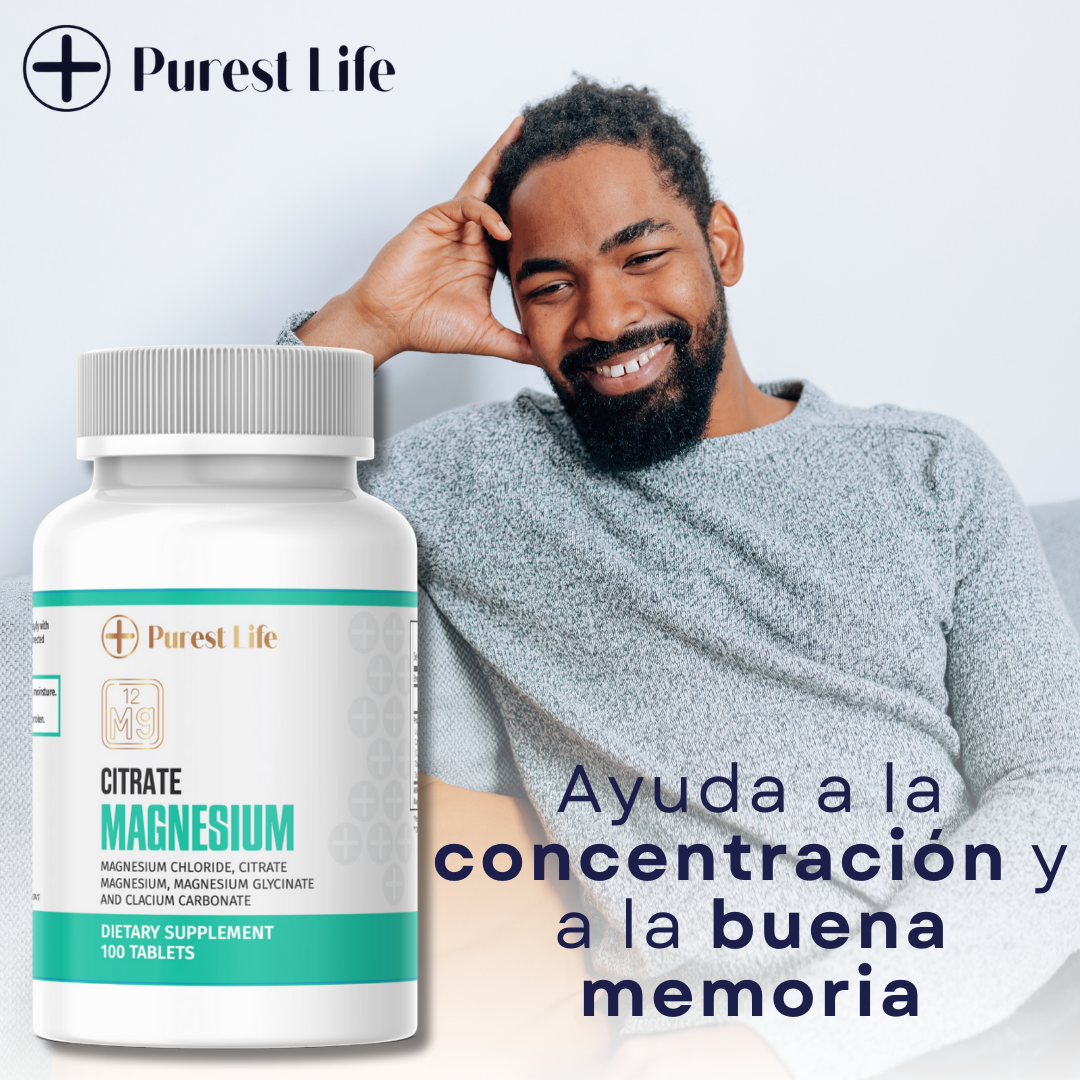 Purest Life
Purest Life
12
Mg
CITRATE
MAGNESIUM
MAGNESIUM CHLORIDE, CITRATE
MAGNESIUM, MAGNESIUM GLYCINATE
AND CLACIUM CARBONATE
DIETARY SUPPLEMENT
100 TABLETS
Ayuda a la
concentración y
a la buena
memoria